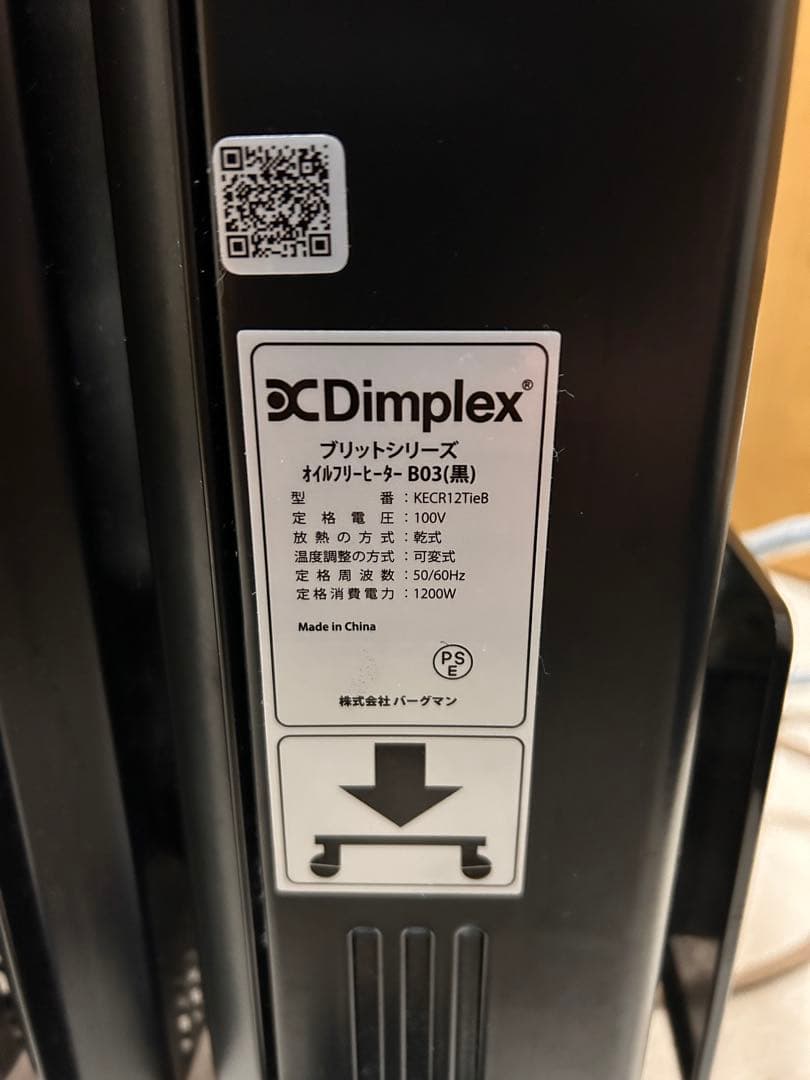 Dimplex®
ブリットシリーズ
オイルフリーヒーター B03(黒)
型番:KECR12TieB
定格電圧:100V
放熱の方式:乾式
温度調整の方式:可変式
定格周波数:50/60Hz
定格消費電力:1200W
Made in China
PS
E
株式会社 バーグマン